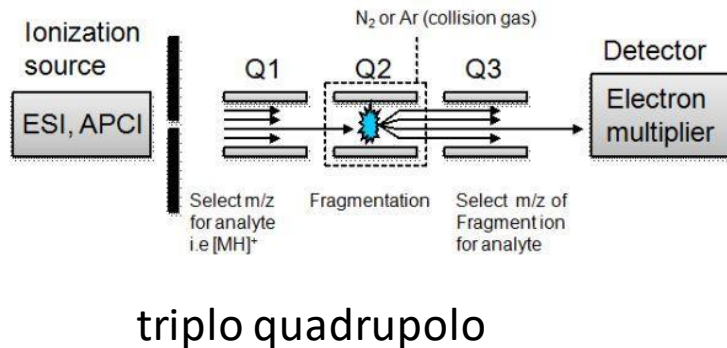 N₂ or Ar (collision gas)
Ionization
source
Q1
Q2
Q3
Detector
ESI, APCI
Electron
multiplier
Select m/z
for analyte
i.e [MH]⁺
Fragmentation
Select m/z of
Fragment ion
for analyte
triplo quadrupolo